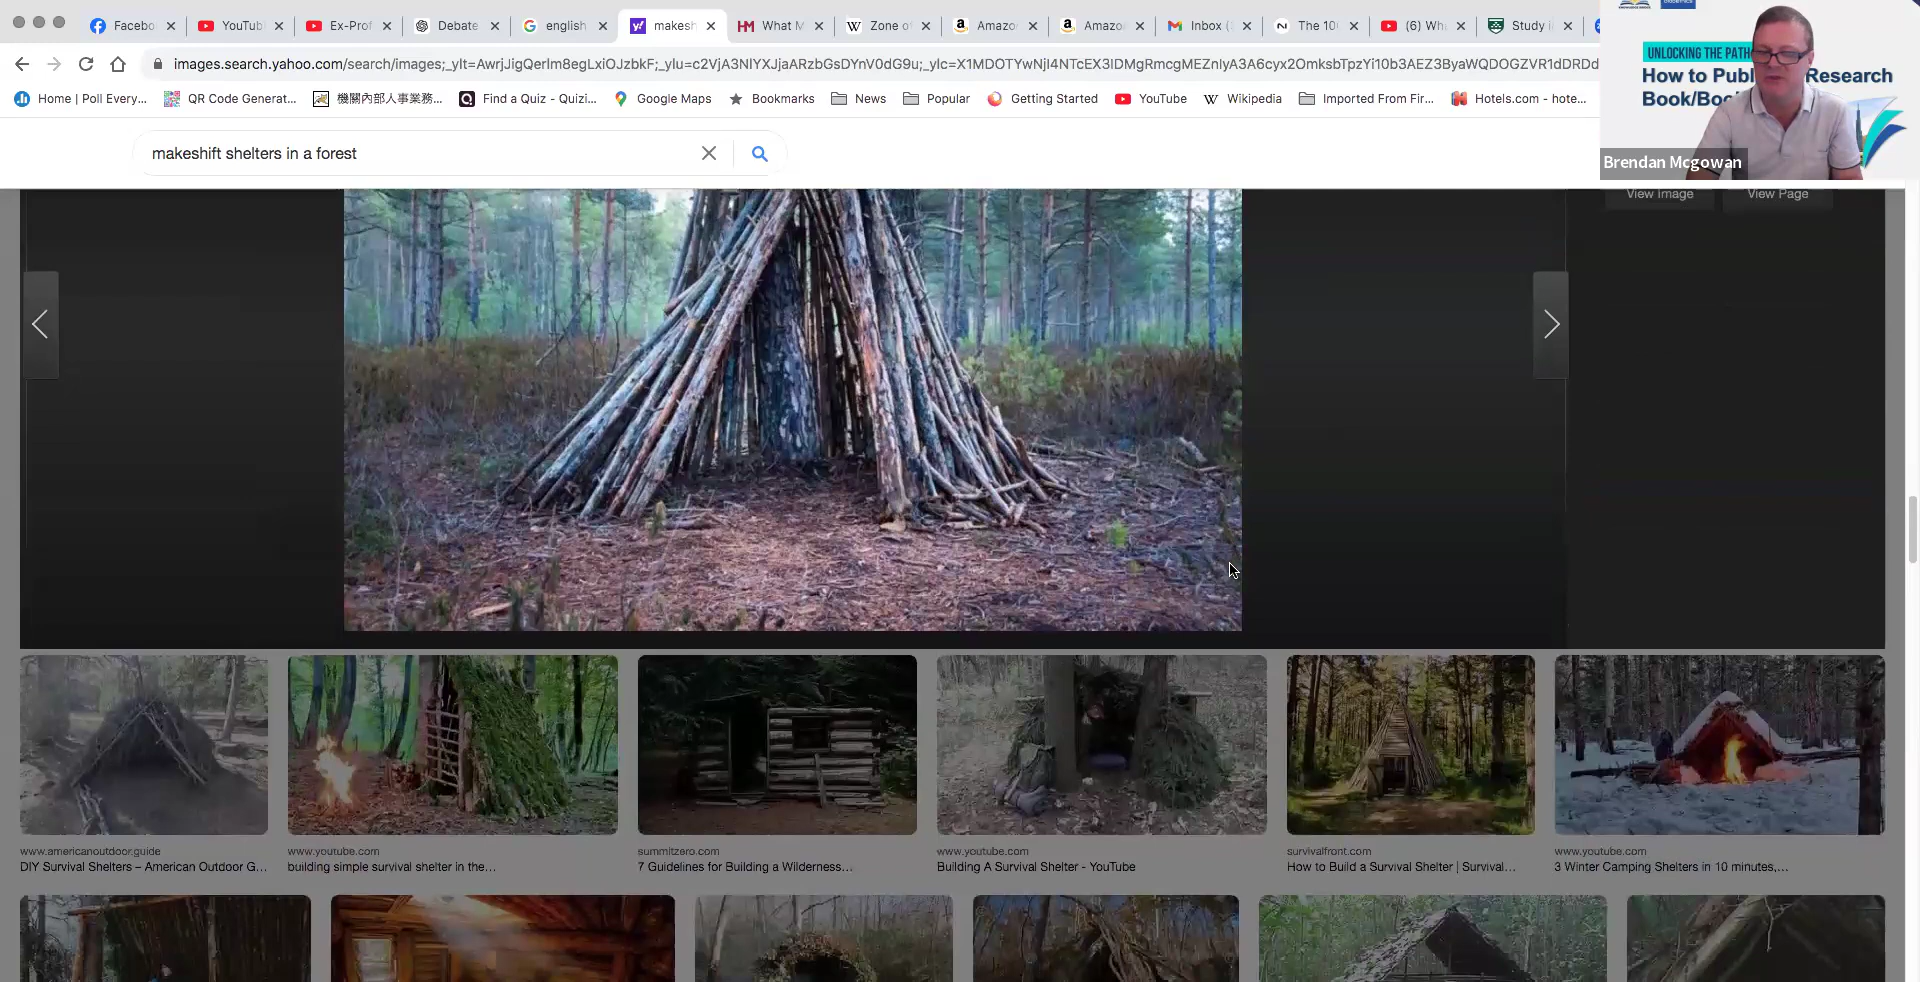 Facebo
YouTub
Ex-Prof
Debate
english
makesh
What M
Zone of
Amazo
Amazo
Inbox (
The 10
(6) Wh
Study i
images.search.yahoo.com/search/images;_ylt=
Home | Poll Every...
QR Code Generat...
機關內部人事業務...
Find a Quiz - Quizi...
Google Maps
Bookmarks
News
Popular
Getting Started
YouTube
Wikipedia
Imported From Fir...
Hotels.com - hote...
UNLOCKING THE PATH
How to Publ Research
Book/Boo
Brendan Mcgowan
makeshift shelters in a forest
View Image
View Page
www.americanoutdoor.guide
DIY Survival Shelters – American Outdoor G...
www.youtube.com
building simple survival shelter in the...
summitzero.com
7 Guidelines for Building a Wilderness...
www.youtube.com
Building A Survival Shelter - YouTube
survivalfront.com
How to Build a Survival Shelter | Survival...
www.youtube.com
3 Winter Camping Shelters in 10 minutes,...